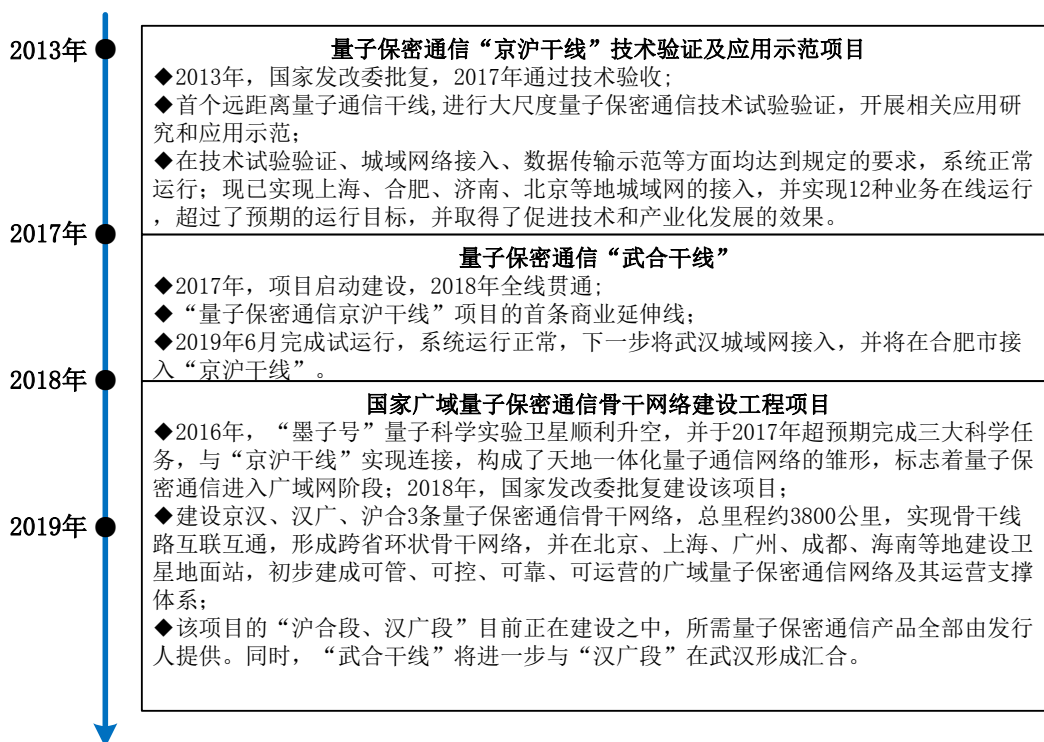 2013年
量子保密通信“京沪干线”技术验证及应用示范项目
◆2013年，国家发改委批复，2017年通过技术验收;
◆首个远距离量子通信干线,进行大尺度量子保密通信技术试验验证，开展相关应用研
究和应用示范；
◆在技术试验验证、城域网络接入、数据传输示范等方面均达到规定的要求，系统正常
运行；现已实现上海、合肥、济南、北京等地城域网的接入，并实现12种业务在线运行
，超过了预期的运行目标，并取得了促进技术和产业化发展的效果。
2017年
量子保密通信“武合干线”
◆2017年，项目启动建设，2018年全线贯通;
◆“量子保密通信京沪干线”项目的首条商业延伸线；
◆2019年6月完成试运行，系统运行正常，下一步将武汉城域网接入，并将在合肥市接
入“京沪干线”。
2018年
国家广域量子保密通信骨干网络建设工程项目
◆2016年，“墨子号”量子科学实验卫星顺利升空，并于2017年超预期完成三大科学任
务，与“京沪干线”实现连接，构成了天地一体化量子通信网络的雏形，标志着量子保
密通信进入广域网阶段；2018年，国家发改委批复建设该项目；
2019年
◆建设京汉、汉广、沪合3条量子保密通信骨干网络，总里程约3800公里，实现骨干线
路互联互通，形成跨省环状骨干网络，并在北京、上海、广州、成都、海南等地建设卫
星地面站，初步建成可管、可控、可靠、可运营的广域量子保密通信网络及其运营支撑
体系；
◆该项目的“沪合段、汉广段”目前正在建设之中，所需量子保密通信产品全部由发行
人提供。同时，“武合干线”将进一步与“汉广段”在武汉形成汇合。